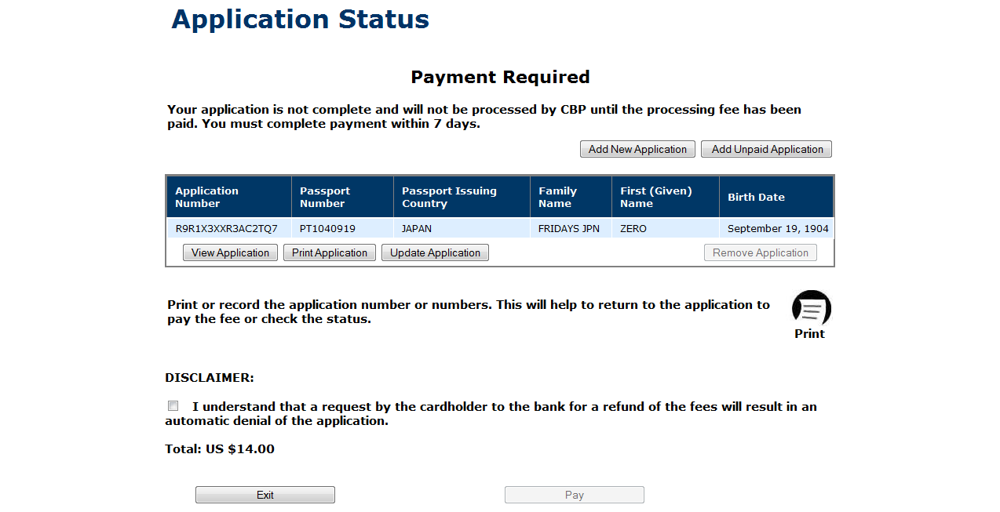 Application Status
Payment Required
Your application is not complete and will not be processed by CBP until the processing fee has been
paid. You must complete payment within 7 days.
Add New Application Add Unpaid Application
Application Number Passport Number Passport Issuing Country Family Name First (Given) Name Birth Date
R9R1X3XXR3AC2TQ7 PT1040919 JAPAN FRIDAYS JPN ZERO September 19, 1904
View Application Print Application Update Application Remove Application
Print or record the application number or numbers. This will help to return to the application to
pay the fee or check the status.
Print
DISCLAIMER:
I understand that a request by the cardholder to the bank for a refund of the fees will result in an
automatic denial of the application.
Total: US $14.00
Exit Pay